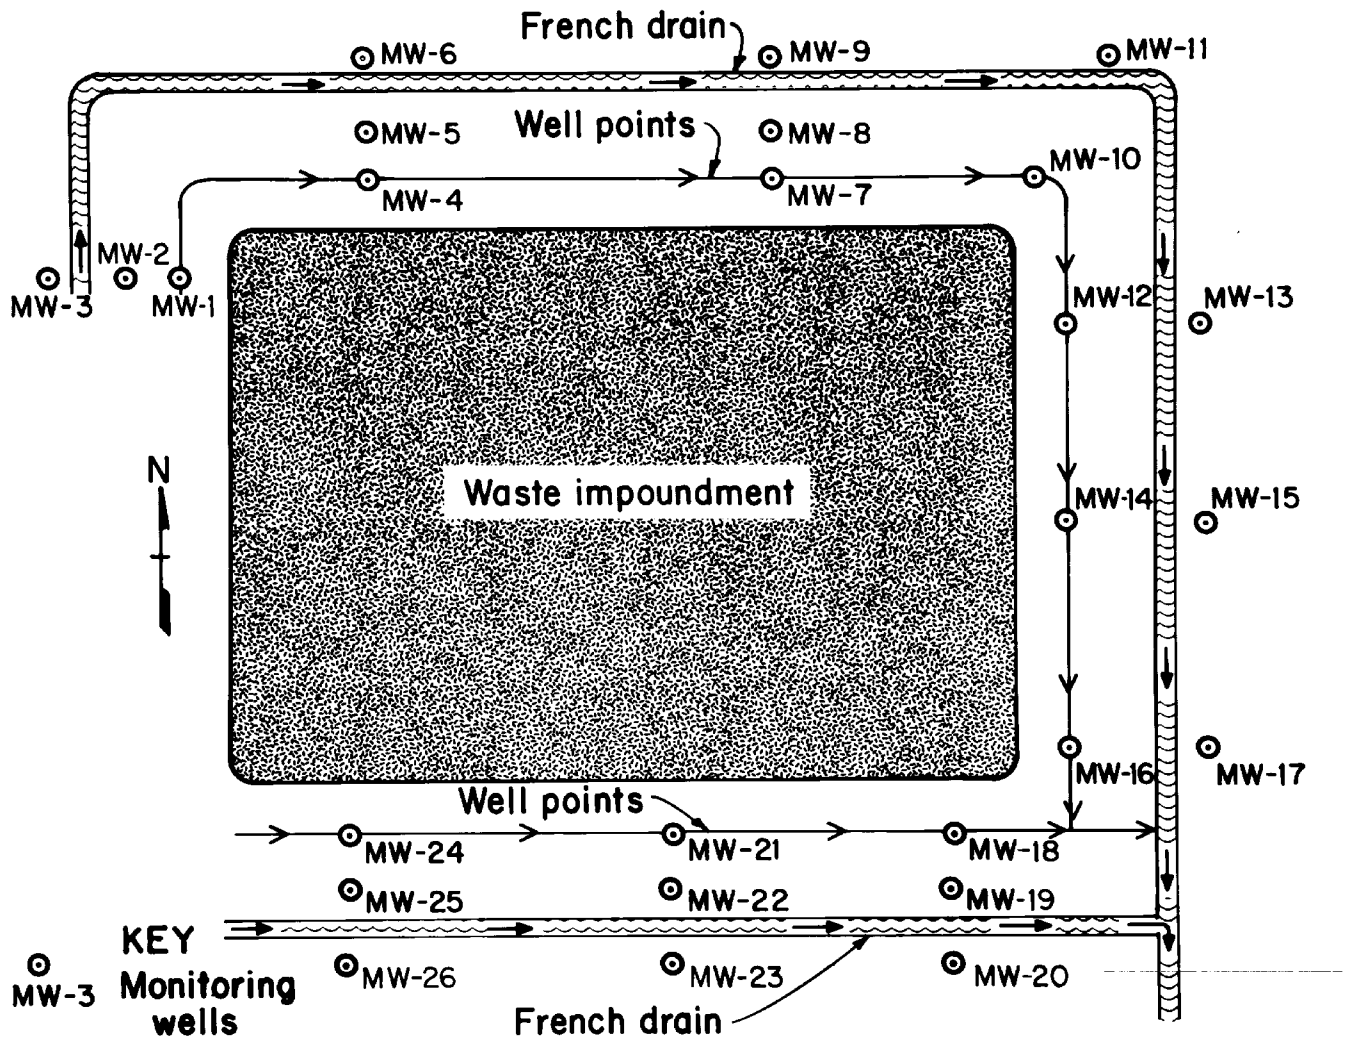 French drain
MW-6
MW-9
MW-11
MW-5
Well points
MW-8
MW-10
MW-4
MW-7
MW-2
MW-3
MW-1
MW-12
MW-13
N
Waste impoundment
MW-14
MW-15
MW-16
MW-17
Well points
MW-24
MW-21
MW-18
MW-25
MW-22
MW-19
KEY
MW-3
Monitoring
wells
MW-26
MW-23
MW-20
French drain